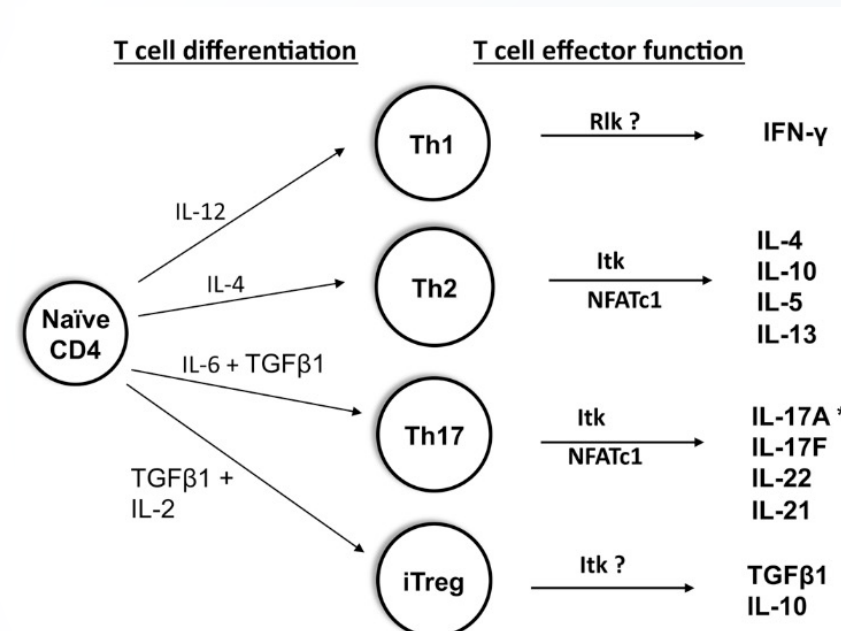 T cell differentiation
T cell effector function
Naïve
CD4
IL-12
IL-4
IL-6 + TGFβ1
TGFβ1 +
IL-2
Th1
Rlk ?
IFN-γ
Th2
Itk
NFATc1
IL-4
IL-10
IL-5
IL-13
Th17
Itk
NFATc1
IL-17A *
IL-17F
IL-22
IL-21
iTreg
Itk ?
TGFβ1
IL-10